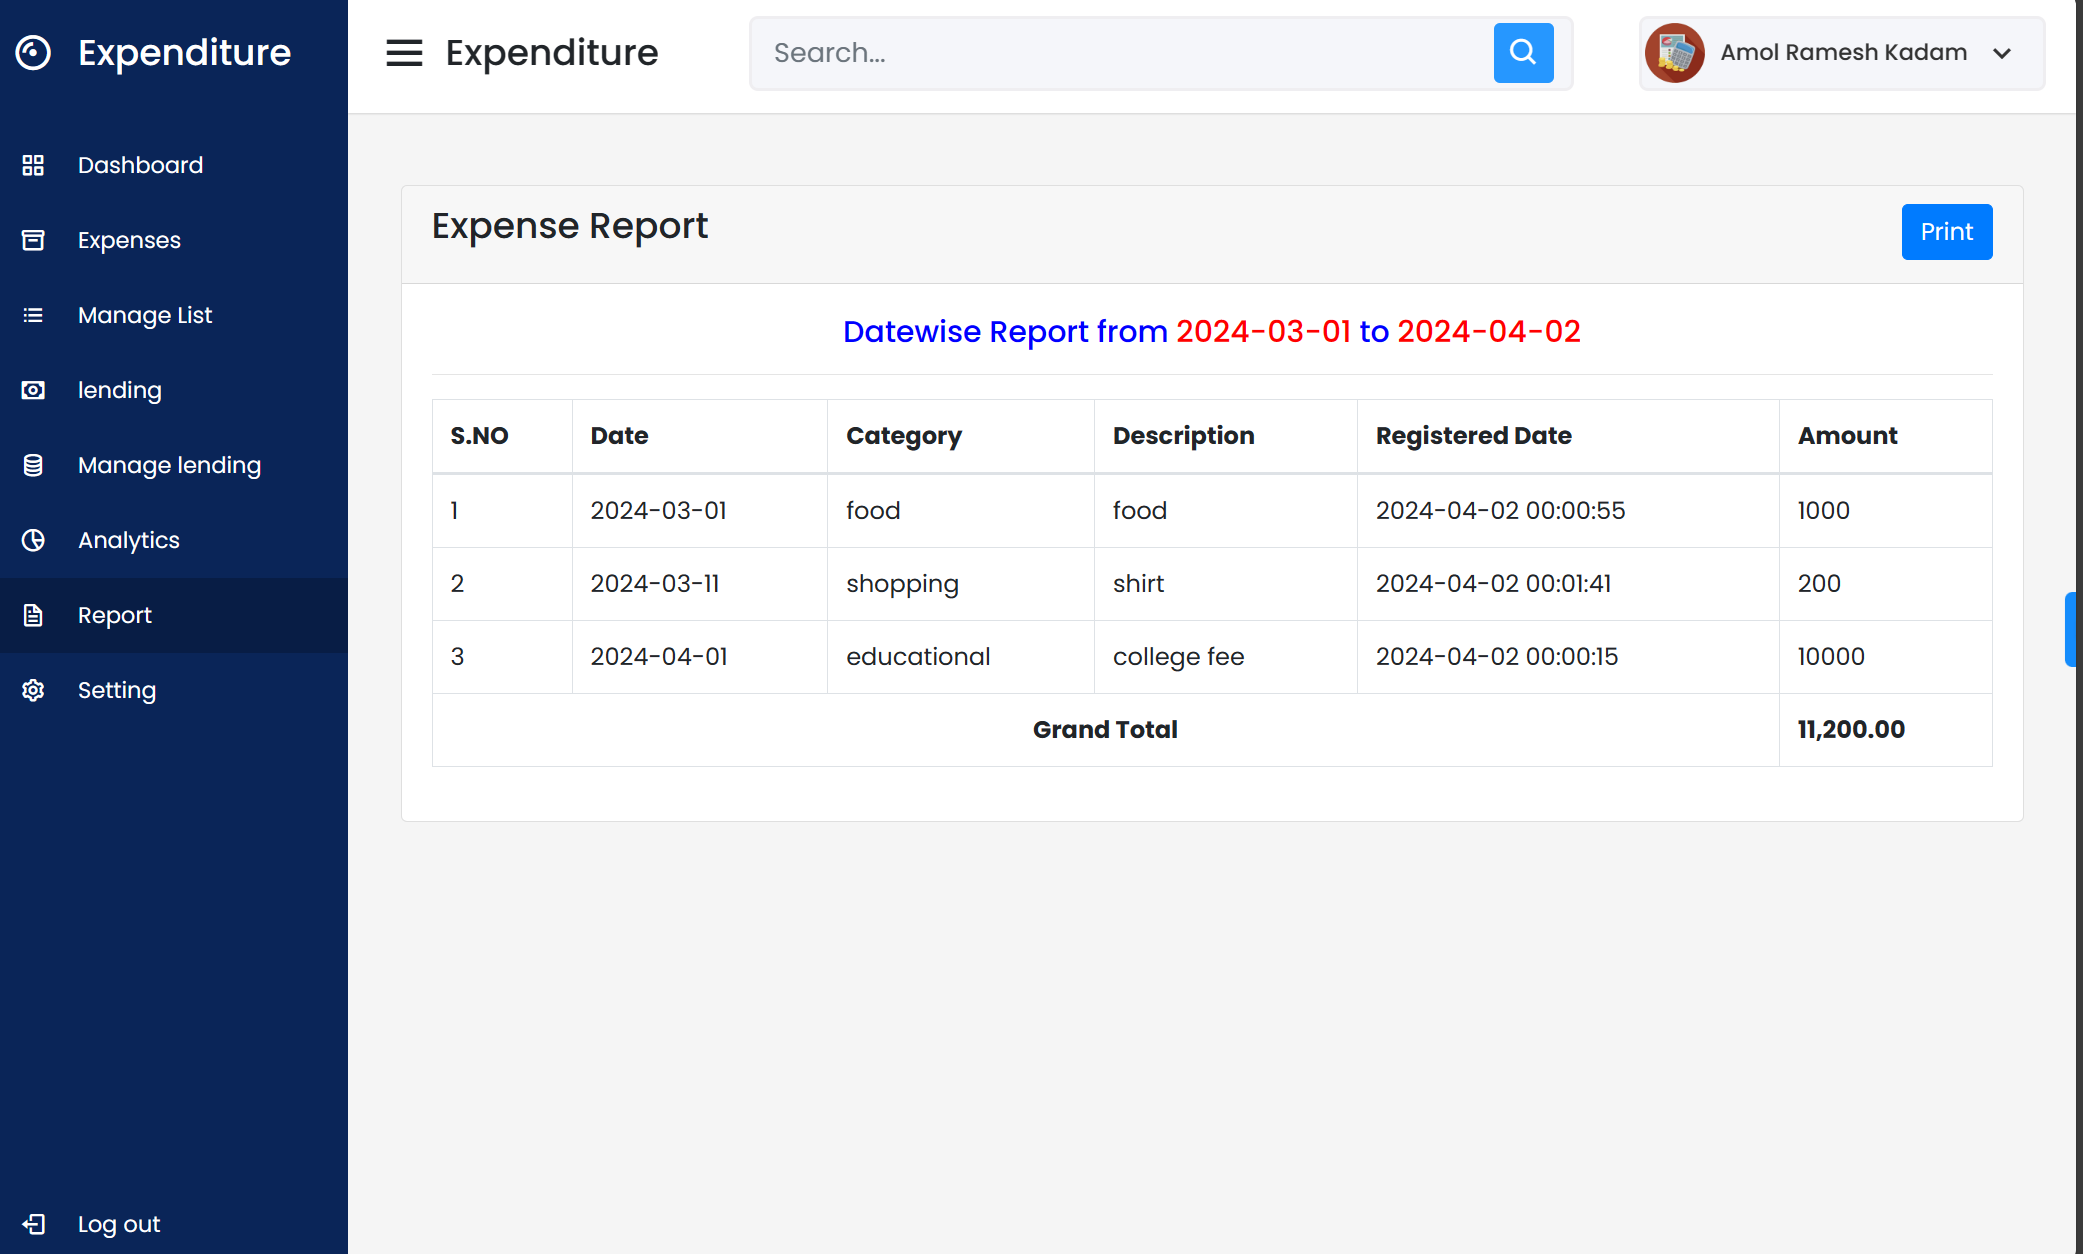 Expenditure
Dashboard
Expenses
Manage List
lending
Manage lending
Analytics
Report
Setting
Log out
Expenditure
Search...
Amol Ramesh Kadam
Expense Report
Print
Datewise Report from 2024-03-01 to 2024-04-02
S.NO Date Category Description Registered Date Amount
1 2024-03-01 food food 2024-04-02 00:00:55 1000
2 2024-03-11 shopping shirt 2024-04-02 00:01:41 200
3 2024-04-01 educational college fee 2024-04-02 00:00:15 10000
Grand Total 11,200.00